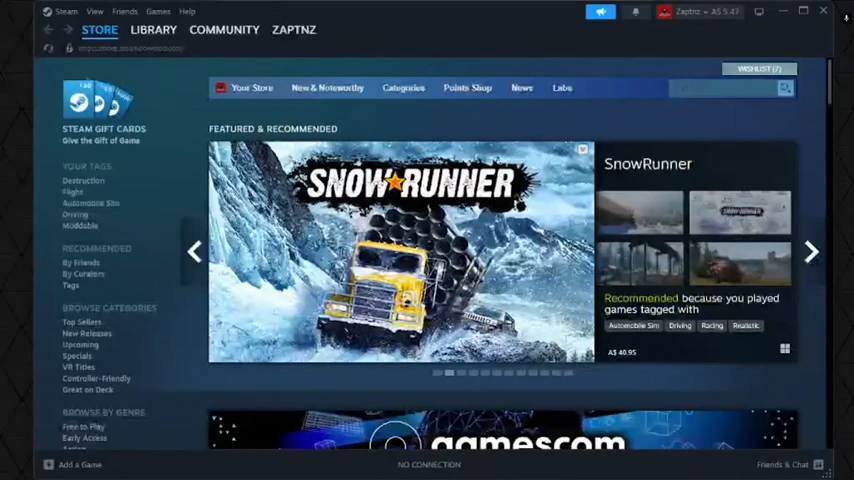 Steam View Friends Games Help
Zaptnz A$ 5.47
STORE LIBRARY COMMUNITY ZAPTNZ
WISHLIST (7)
Your Store New & Noteworthy Categories Points Shop News Labs
STEAM GIFT CARDS
Give the Gift of Game
YOUR TAGS
Destruction
Flight
Automobile Sim
Driving
Moddable
RECOMMENDED
By Friends
By Curators
Tags
BROWSE CATEGORIES
Top Sellers
New Releases
Upcoming
Specials
VR Titles
Controller-Friendly
Great on Deck
BROWSE BY GENRE
Free to Play
Early Access
FEATURED & RECOMMENDED
SNOWRUNNER
SnowRunner
SNOWRUNNER
Recommended because you played
games tagged with
Automobile Sim Driving Racing Realistic
A$ 40.95
gamescom
Add a Game
NO CONNECTION
Friends & Chat